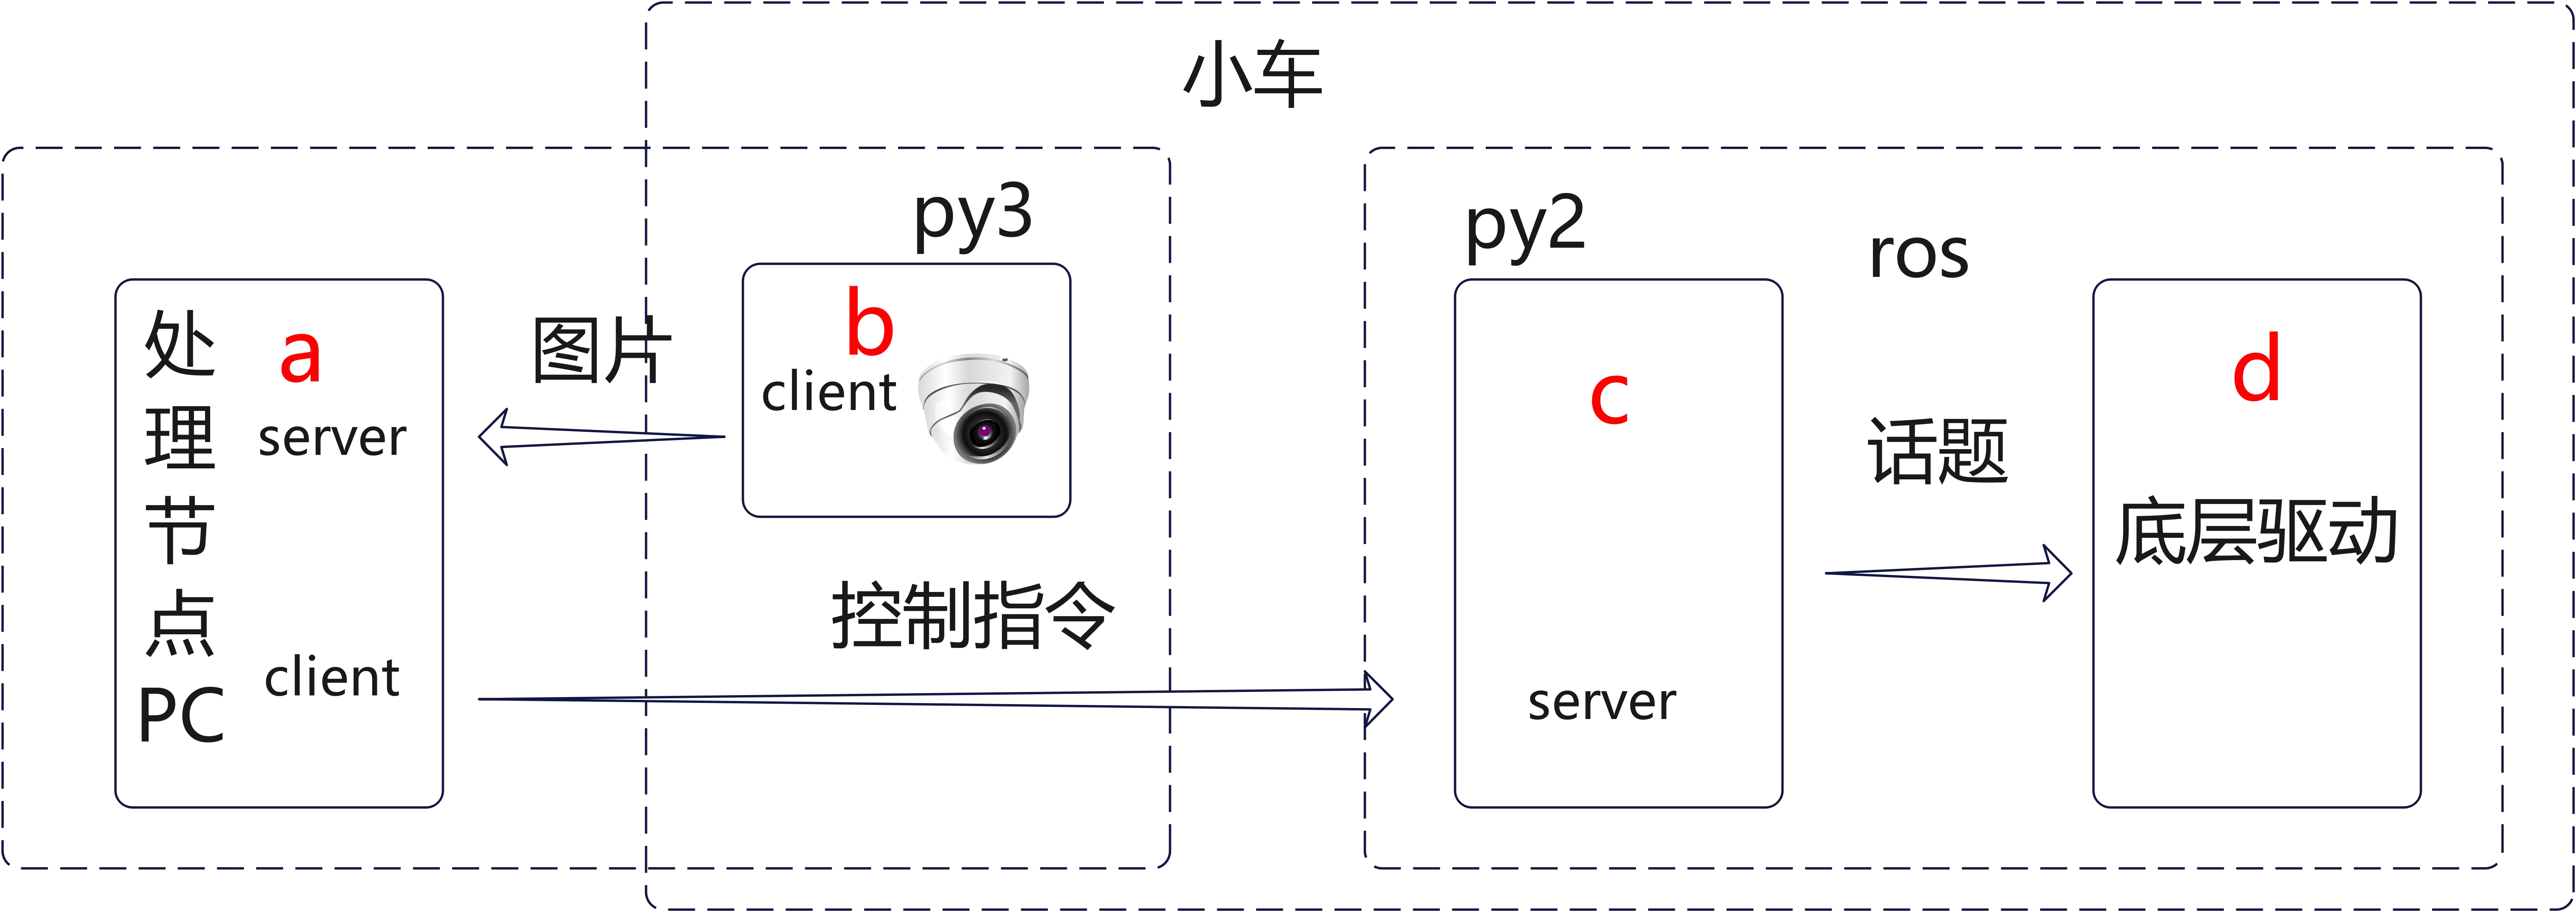 小车
py3
py2
ros
处理节点PC
a
server
client
图片
b
client
控制指令
c
server
话题
d
底层驱动